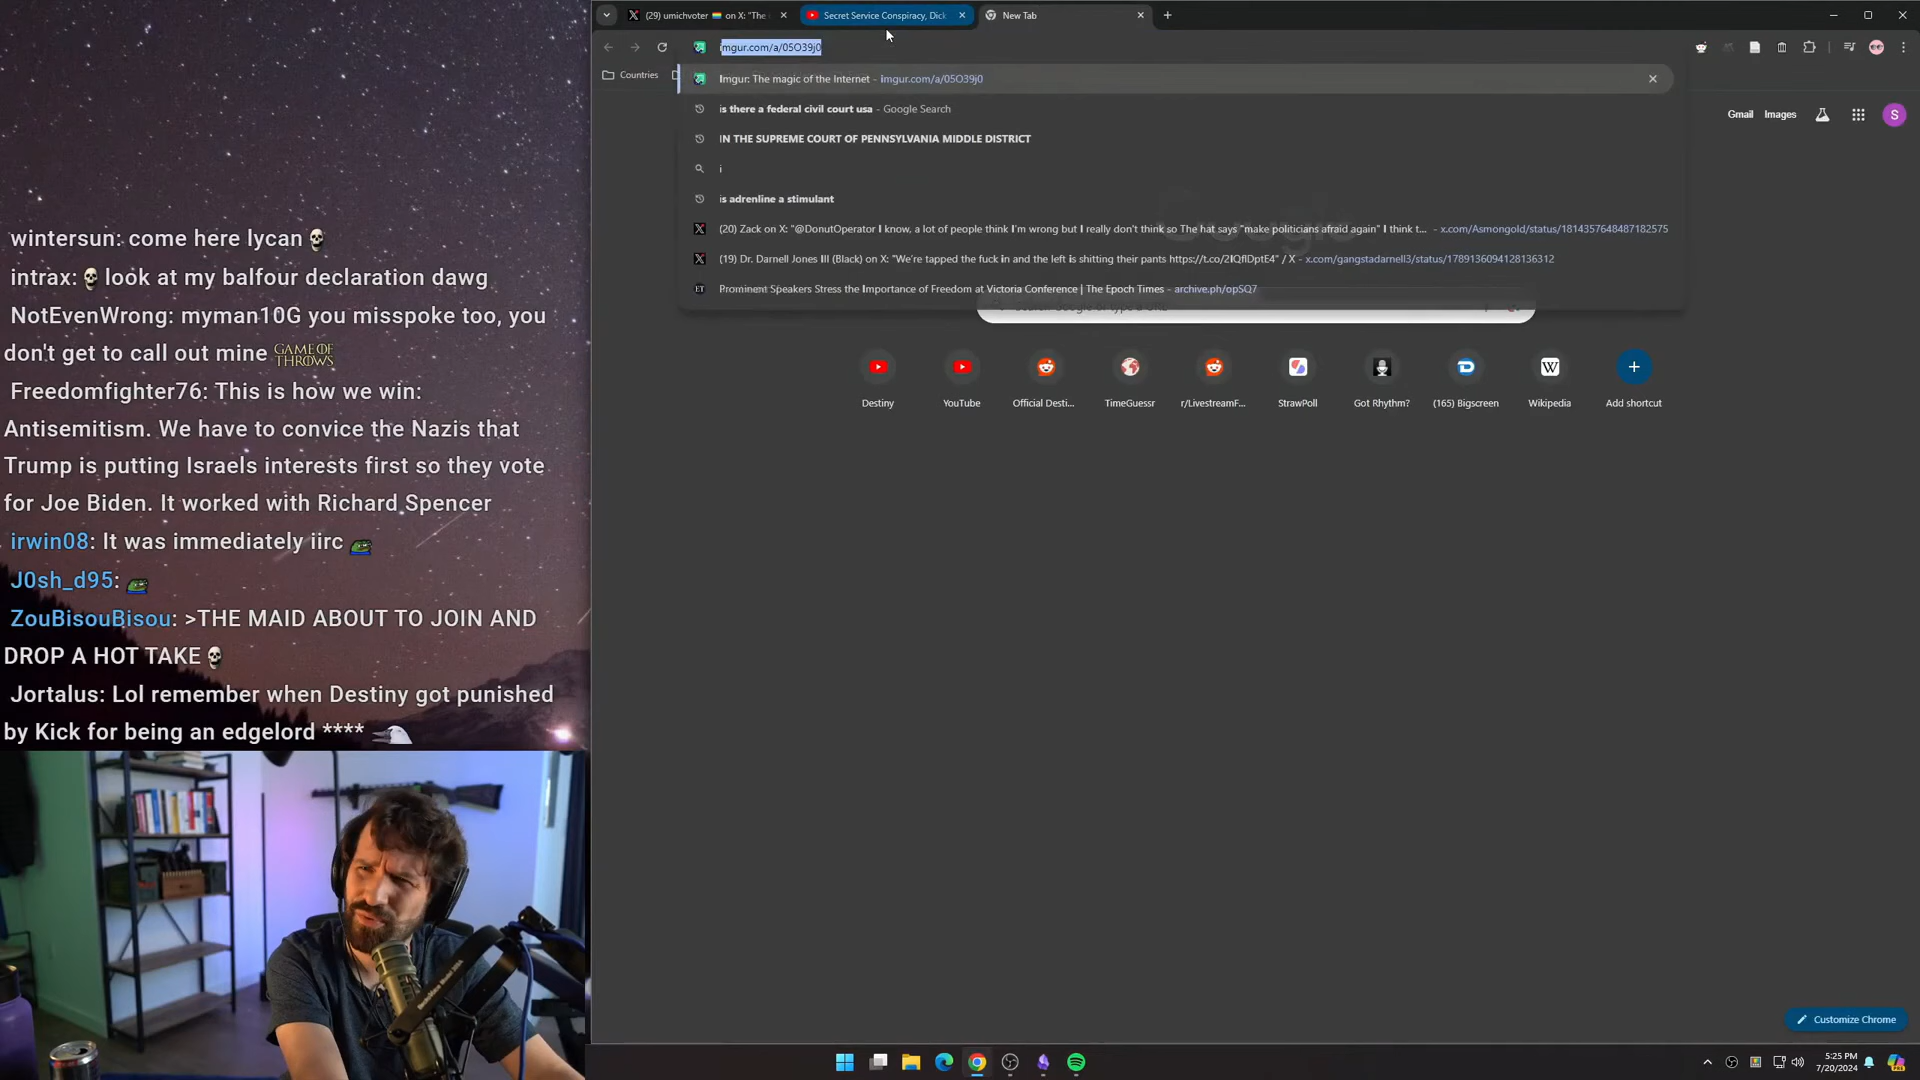 (29) umichvoter on X: "The
Secret Service Conspiracy, Dick
New Tab
imgur.com/a/05O39j0
Countries
Imgur: The magic of the Internet - imgur.com/a/05O39j0
is there a federal civil court usa - Google Search
IN THE SUPREME COURT OF PENNSYLVANIA MIDDLE DISTRICT
i
is adrenline a stimulant
(20) Zack on X: "@DonutOperator I know, a lot of people think I'm wrong but I really don't think so The hat says "make politicians afraid again" I think t... - x.com/Asmongold/status/1814357648487182575
(19) Dr. Darnell Jones III (Black) on X: "We're tapped the fuck in and the left is shitting their pants https://t.co/2IQflDptE4" / X - x.com/gangstadarnell3/status/1789136094128136312
Prominent Speakers Stress the Importance of Freedom at Victoria Conference | The Epoch Times - archive.ph/opSQ7
Gmail
Images
S
Search Google or type a URL
Destiny
YouTube
Official Desti...
TimeGuessr
r/LivestreamF...
StrawPoll
Got Rhythm?
(165) Bigscreen
Wikipedia
Add shortcut
wintersun: come here lycan
intrax: look at my balfour declaration dawg
NotEvenWrong: myman10G you misspoke too, you
don't get to call out mine GAME OF THRONES
Freedomfighter76: This is how we win:
Antisemitism. We have to convice the Nazis that
Trump is putting Israels interests first so they vote
for Joe Biden. It worked with Richard Spencer
irwin08: It was immediately iirc
J0sh_d95:
ZouBisouBisou: >THE MAID ABOUT TO JOIN AND
DROP A HOT TAKE
Jortalus: Lol remember when Destiny got punished
by Kick for being an edgelord ****
Customize Chrome
5:25 PM
7/20/2024